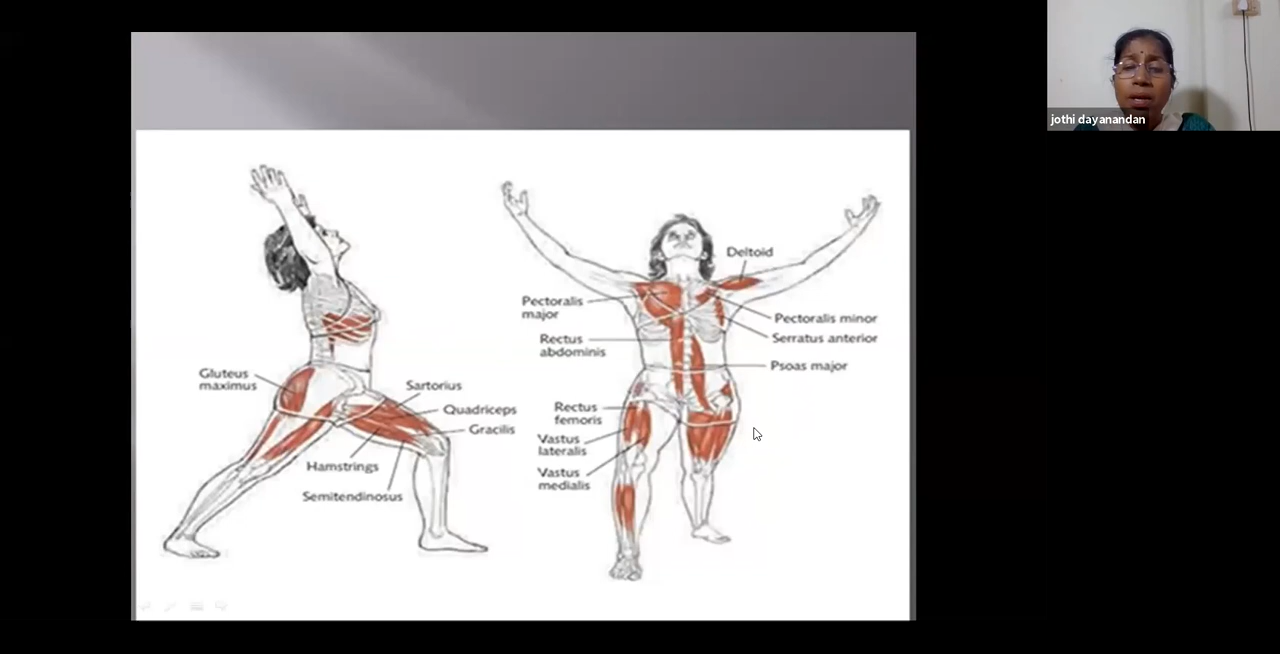 jothi dayanandan
Gluteus
maximus
Sartorius
Quadriceps
Gracilis
Hamstrings
Semitendinosus
Deltoid
Pectoralis
major
Pectoralis minor
Serratus anterior
Rectus
abdominis
Psoas major
Rectus
femoris
Vastus
lateralis
Vastus
medialis